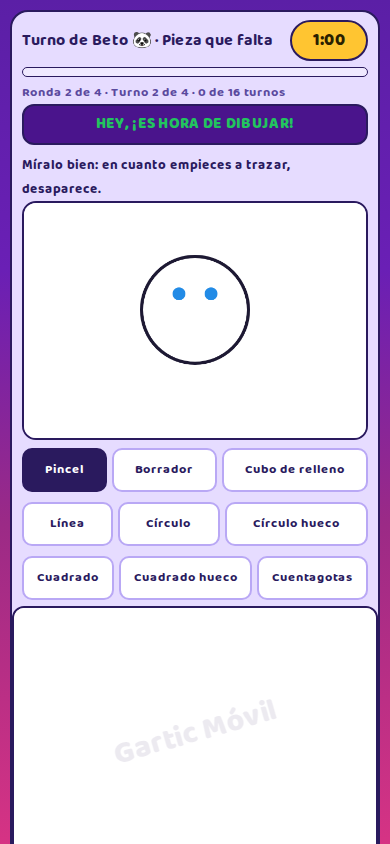 Turno de Beto 🐼 · Pieza que falta
1:00
Ronda 2 de 4 · Turno 2 de 4 · 0 de 16 turnos
HEY, ¡ES HORA DE DIBUJAR!
Míralo bien: en cuanto empieces a trazar,
desaparece.
Pincel
Borrador
Cubo de relleno
Línea
Círculo
Círculo hueco
Cuadrado
Cuadrado hueco
Cuentagotas
Gartic Móvil